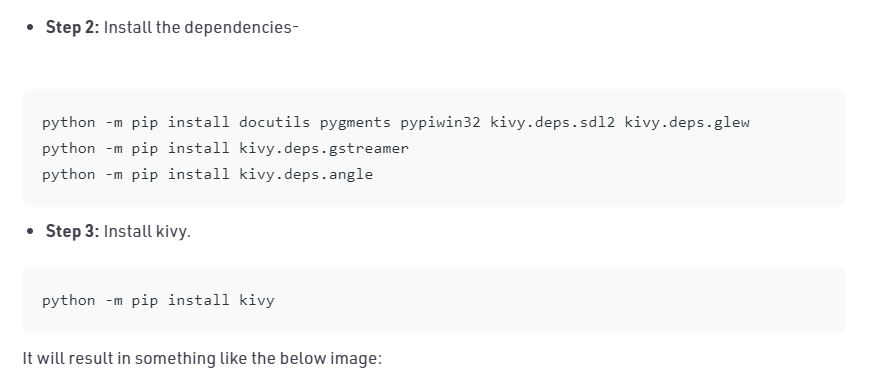 • Step 2: Install the dependencies-
python -m pip install docutils pygments pypiwin32 kivy.deps.sdl2 kivy.deps.glew
python -m pip install kivy.deps.gstreamer
python -m pip install kivy.deps.angle
• Step 3: Install kivy.
python -m pip install kivy
It will result in something like the below image: